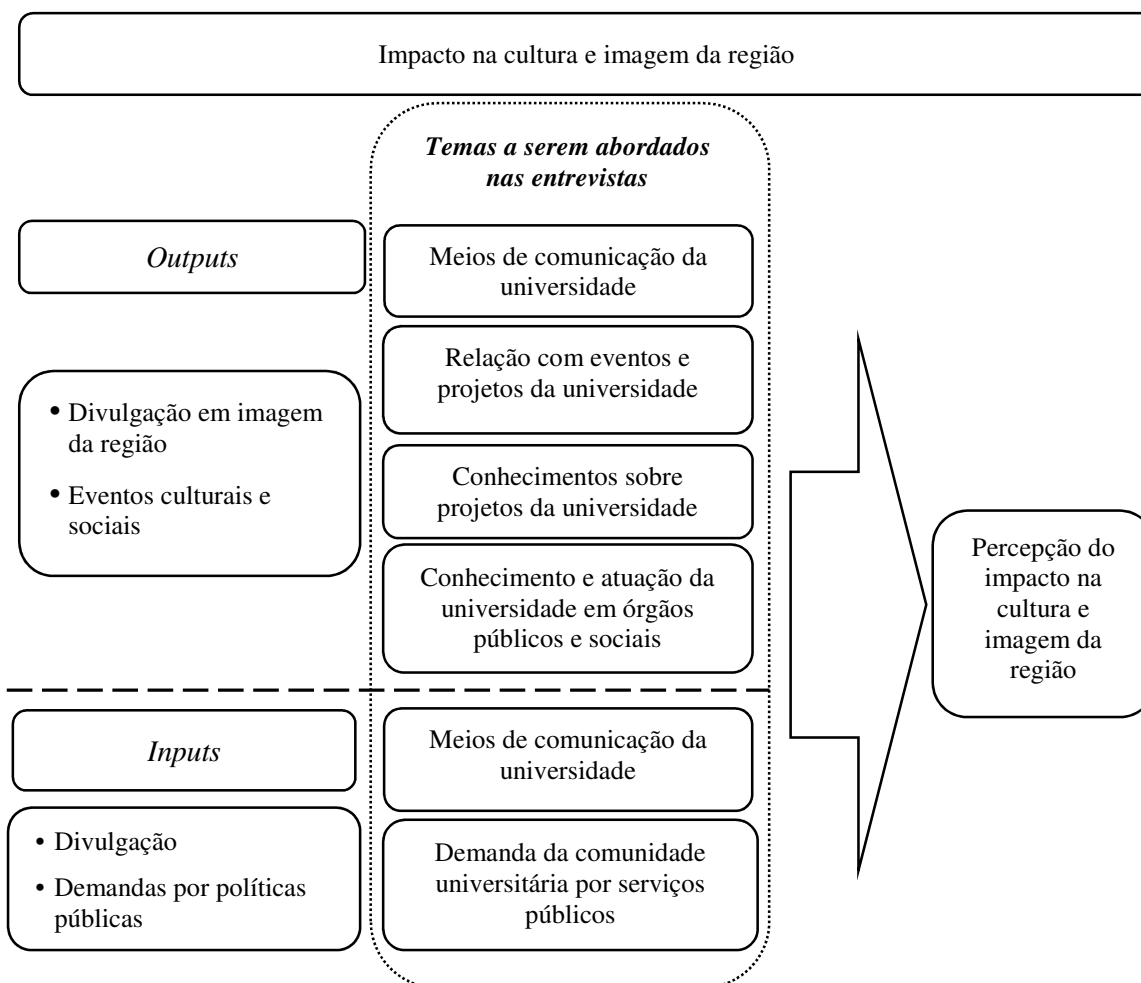 Impacto na cultura e imagem da região
Temas a serem abordados
nas entrevistas
Outputs
• Divulgação em imagem
da região
• Eventos culturais e
sociais
Meios de comunicação da
universidade
Relação com eventos e
projetos da universidade
Conhecimentos sobre
projetos da universidade
Conhecimento e atuação da
universidade em órgãos
públicos e sociais
Inputs
• Divulgação
• Demandas por políticas
públicas
Meios de comunicação da
universidade
Demanda da comunidade
universitária por serviços
públicos
Percepção do
impacto na
cultura e
imagem da
região